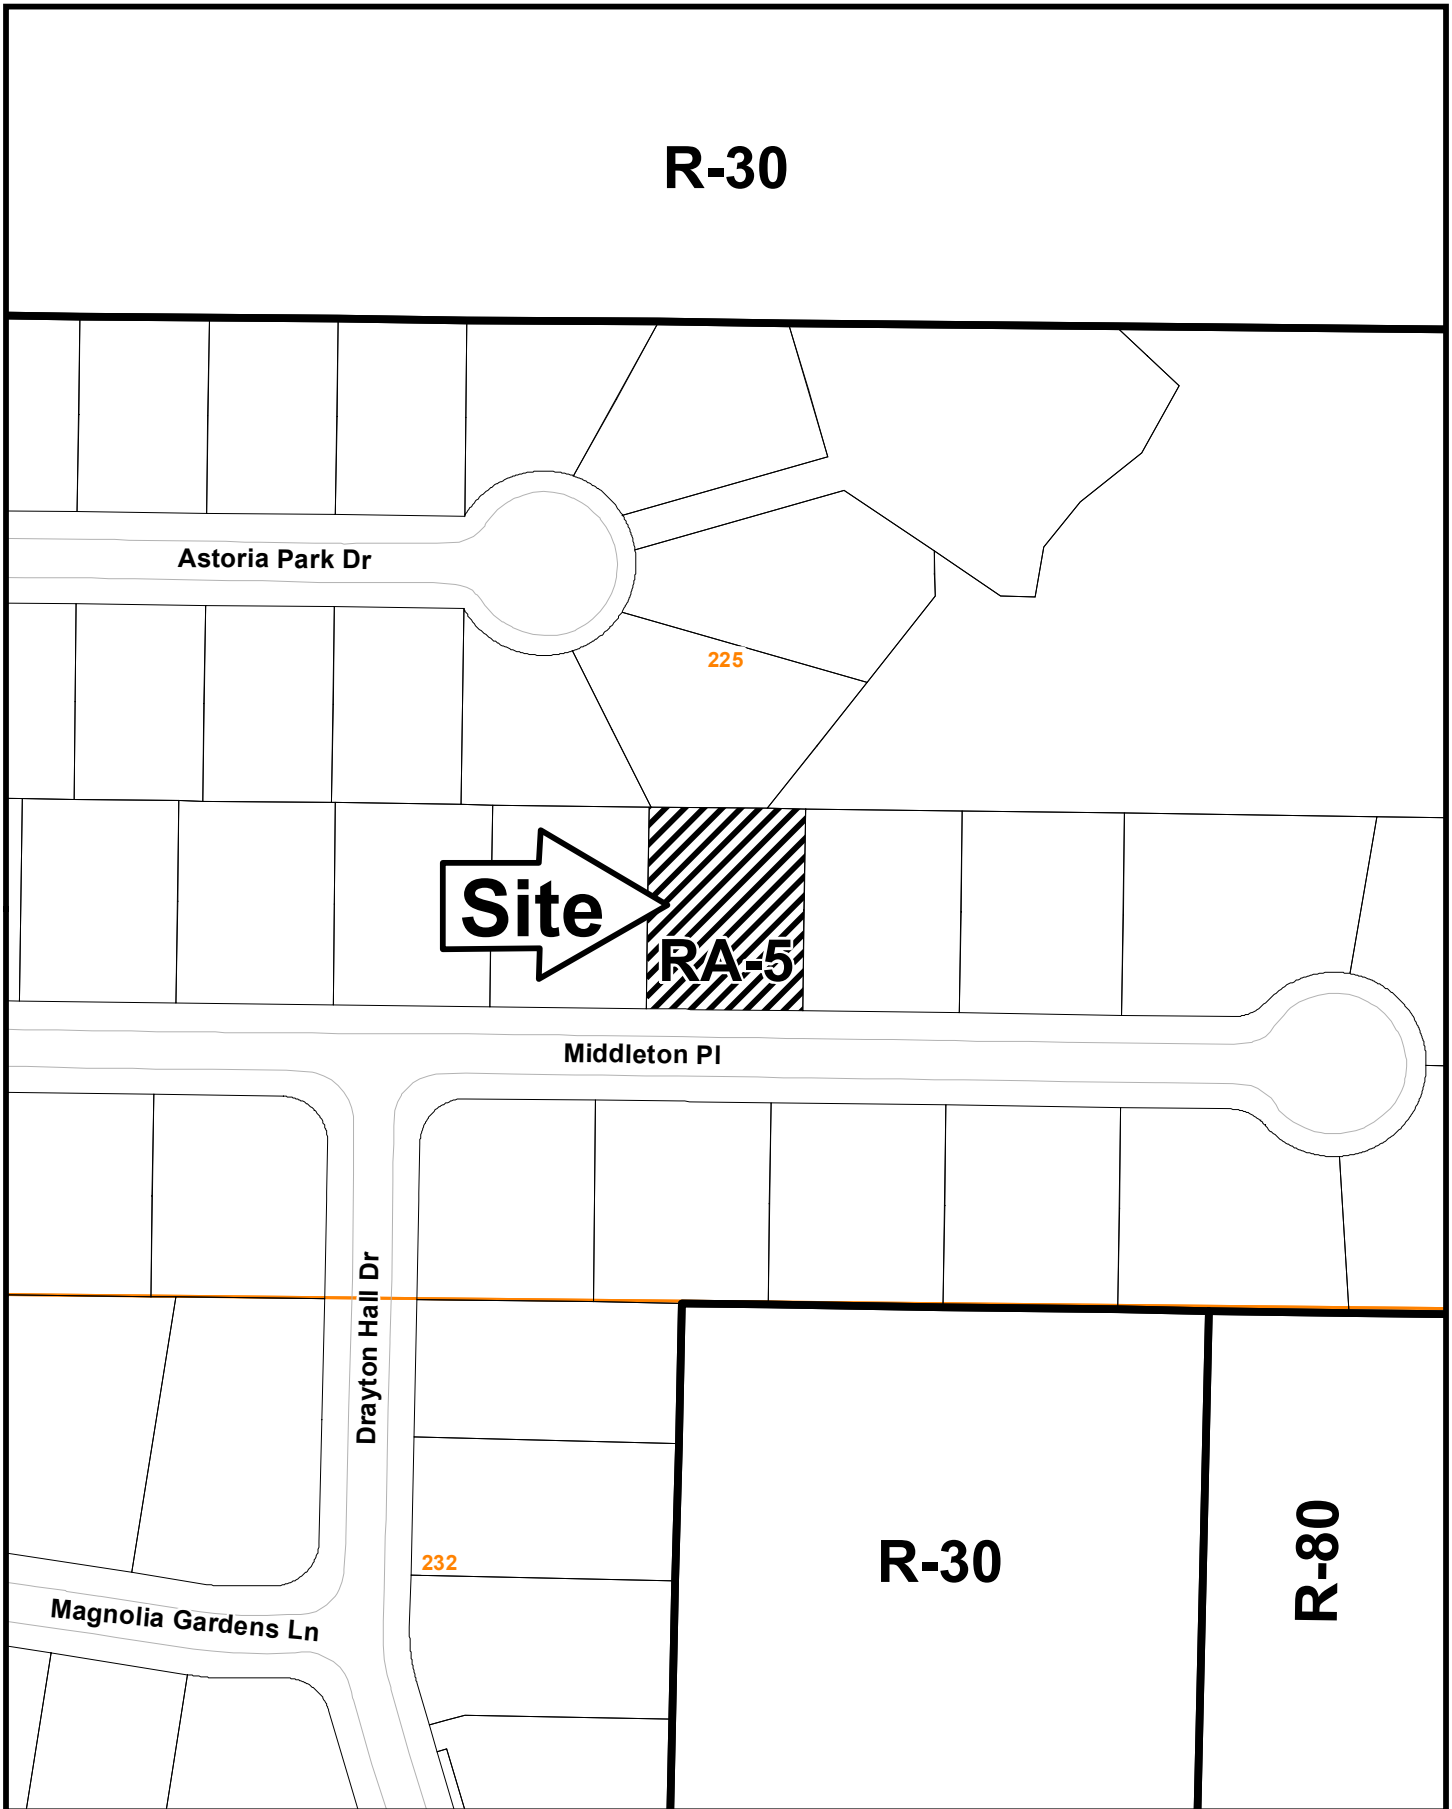 R-30
Astoria Park Dr
225
Site
RA-5
Middleton Pl
Drayton Hall Dr
232
R-30
R-80
Magnolia Gardens Ln